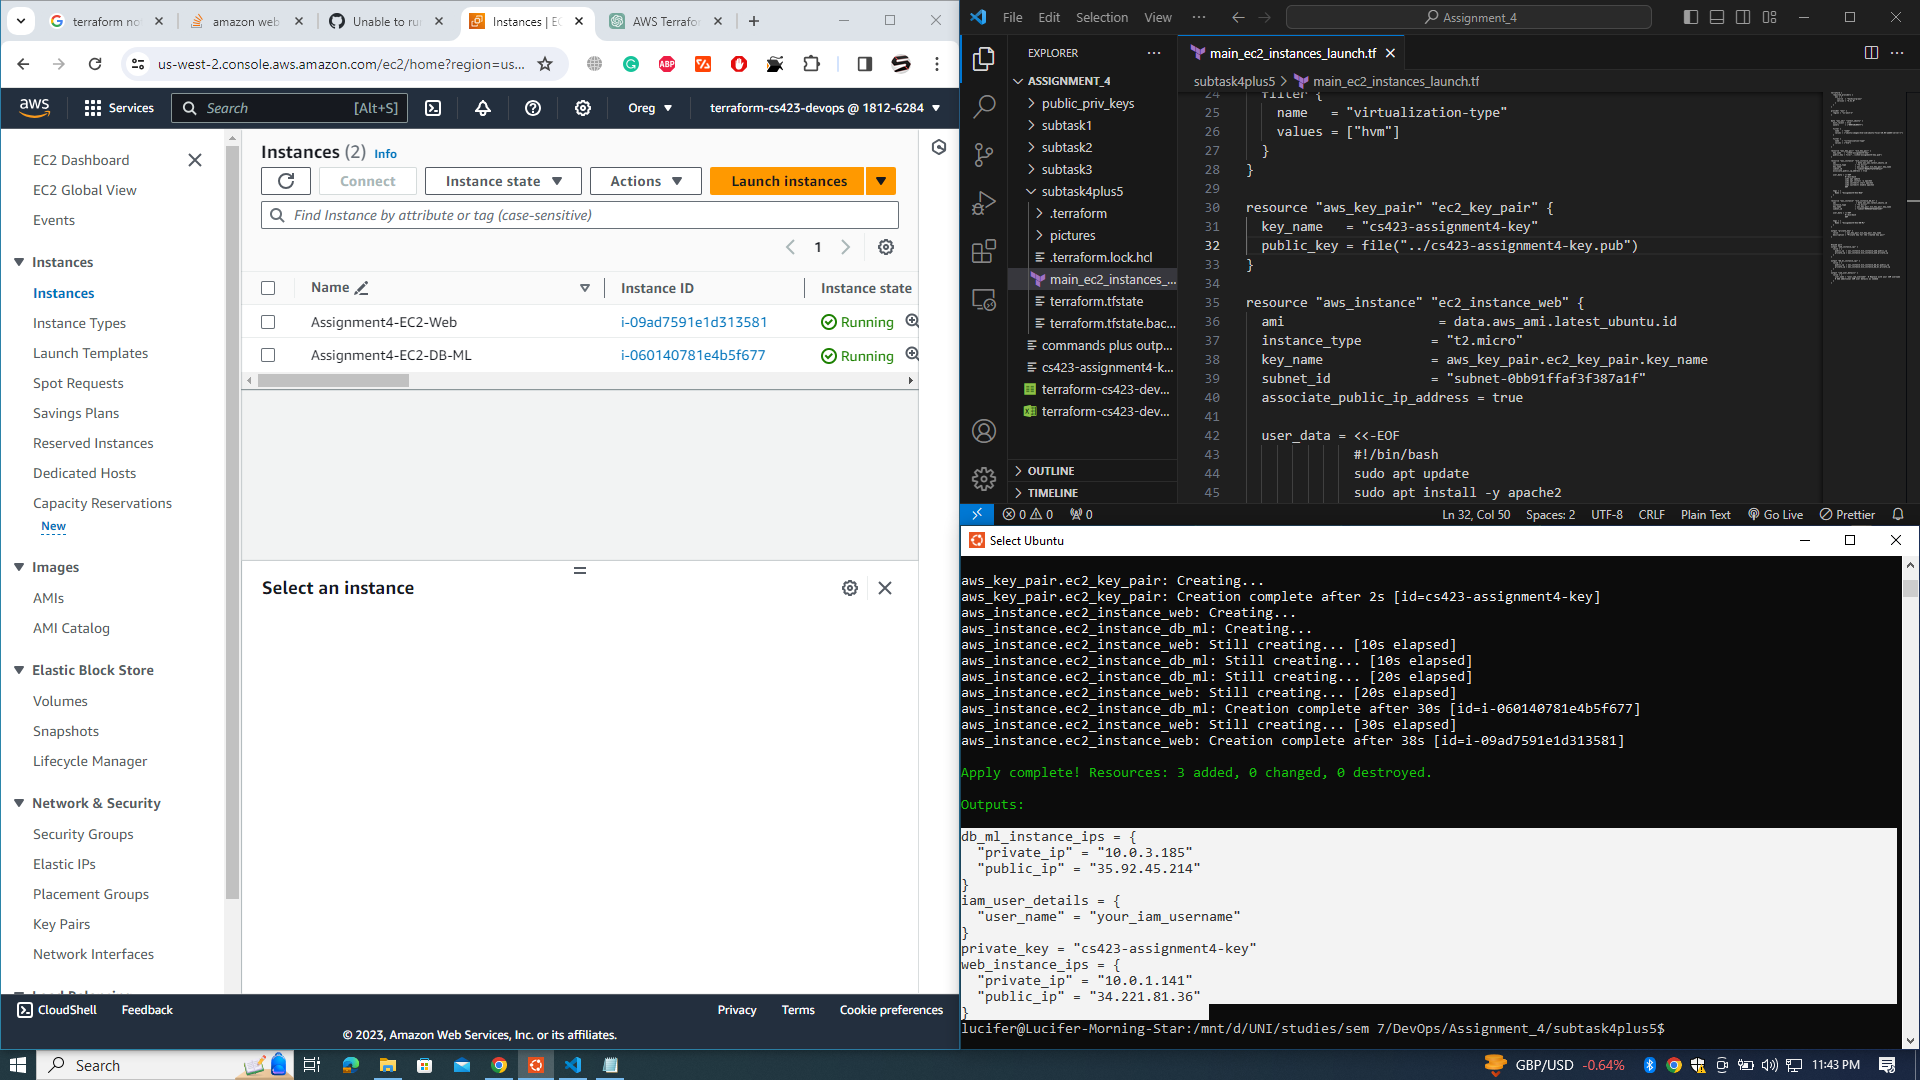 terraform no
amazon web
Unable to ru
Instances | EC
AWS Terrafo
us-west-2.console.aws.amazon.com/ec2/home?region=us...
aws
Services
Search
[Alt+S]
Oreg
terraform-cs423-devops @ 1812-6284
EC2 Dashboard
EC2 Global View
Events
Instances
Instances
Instance Types
Launch Templates
Spot Requests
Savings Plans
Reserved Instances
Dedicated Hosts
Capacity Reservations
New
Images
AMIs
AMI Catalog
Elastic Block Store
Volumes
Snapshots
Lifecycle Manager
Network & Security
Security Groups
Elastic IPs
Placement Groups
Key Pairs
Network Interfaces
Instances (2) Info
Connect
Instance state
Actions
Launch instances
Find Instance by attribute or tag (case-sensitive)
1
Name
Instance ID
Instance state
Assignment4-EC2-Web
i-09ad7591e1d313581
Running
Assignment4-EC2-DB-ML
i-060140781e4b5f677
Running
Select an instance
CloudShell
Feedback
Privacy
Terms
Cookie preferences
© 2023, Amazon Web Services, Inc. or its affiliates.
File
Edit
Selection
View
Assignment_4
EXPLORER
ASSIGNMENT_4
public_priv_keys
subtask1
subtask2
subtask3
subtask4plus5
.terraform
pictures
.terraform.lock.hcl
main_ec2_instances_...
terraform.tfstate
terraform.tfstate.bac...
commands plus outp...
cs423-assignment4-k...
terraform-cs423-dev...
terraform-cs423-dev...
OUTLINE
TIMELINE
main_ec2_instances_launch.tf
subtask4plus5 > main_ec2_instances_launch.tf
24 filter {
25 name = "virtualization-type"
26 values = ["hvm"]
27 }
28 }
29
30 resource "aws_key_pair" "ec2_key_pair" {
31 key_name = "cs423-assignment4-key"
32 public_key = file("../cs423-assignment4-key.pub")
33 }
34
35 resource "aws_instance" "ec2_instance_web" {
36 ami = data.aws_ami.latest_ubuntu.id
37 instance_type = "t2.micro"
38 key_name = aws_key_pair.ec2_key_pair.key_name
39 subnet_id = "subnet-0bb91ffaf3f387a1f"
40 associate_public_ip_address = true
41
42 user_data = <<-EOF
43 #!/bin/bash
44 sudo apt update
45 sudo apt install -y apache2
0 0 0
Ln 32, Col 50
Spaces: 2
UTF-8
CRLF
Plain Text
Go Live
Prettier
Select Ubuntu
aws_key_pair.ec2_key_pair: Creating...
aws_key_pair.ec2_key_pair: Creation complete after 2s [id=cs423-assignment4-key]
aws_instance.ec2_instance_web: Creating...
aws_instance.ec2_instance_db_ml: Creating...
aws_instance.ec2_instance_web: Still creating... [10s elapsed]
aws_instance.ec2_instance_db_ml: Still creating... [10s elapsed]
aws_instance.ec2_instance_db_ml: Still creating... [20s elapsed]
aws_instance.ec2_instance_web: Still creating... [20s elapsed]
aws_instance.ec2_instance_db_ml: Creation complete after 30s [id=i-060140781e4b5f677]
aws_instance.ec2_instance_web: Still creating... [30s elapsed]
aws_instance.ec2_instance_web: Creation complete after 38s [id=i-09ad7591e1d313581]
Apply complete! Resources: 3 added, 0 changed, 0 destroyed.
Outputs:
db_ml_instance_ips = {
"private_ip" = "10.0.3.185"
"public_ip" = "35.92.45.214"
}
iam_user_details = {
"user_name" = "your_iam_username"
}
private_key = "cs423-assignment4-key"
web_instance_ips = {
"private_ip" = "10.0.1.141"
"public_ip" = "34.221.81.36"
}
lucifer@Lucifer-Morning-Star:/mnt/d/UNI/studies/sem 7/DevOps/Assignment_4/subtask4plus5$
Search
GBP/USD -0.64%
11:43 PM